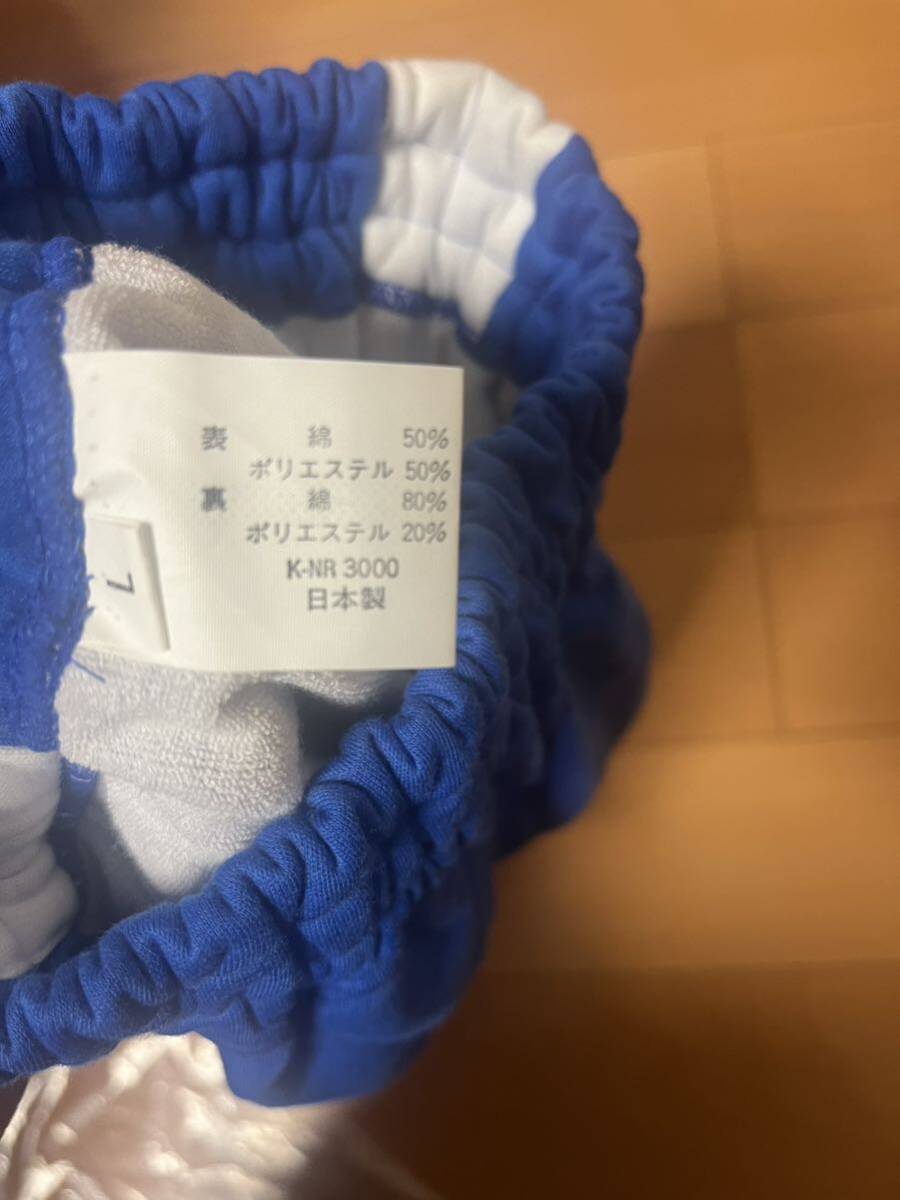 表 綿 50%
ポリエステル 50%
裏 綿 80%
ポリエステル 20%
K-NR 3000
日本製
L